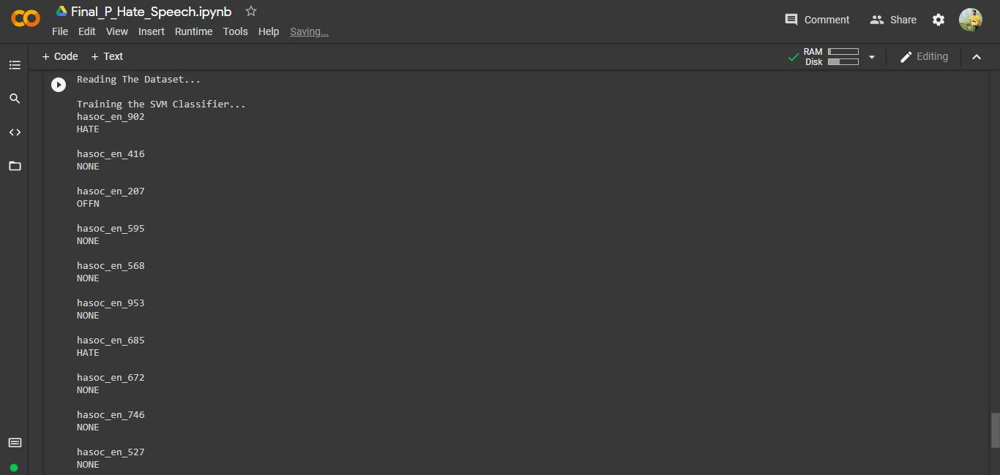 Final_P_Hate_Speech.ipynb
Comment Share
File Edit View Insert Runtime Tools Help Saving...
+ Code + Text
RAM
Disk
Editing
Reading The Dataset...
Training the SVM Classifier...
hasoc_en_902
HATE
hasoc_en_416
NONE
hasoc_en_207
OFFN
hasoc_en_595
NONE
hasoc_en_568
NONE
hasoc_en_953
NONE
hasoc_en_685
HATE
hasoc_en_672
NONE
hasoc_en_746
NONE
hasoc_en_527
NONE